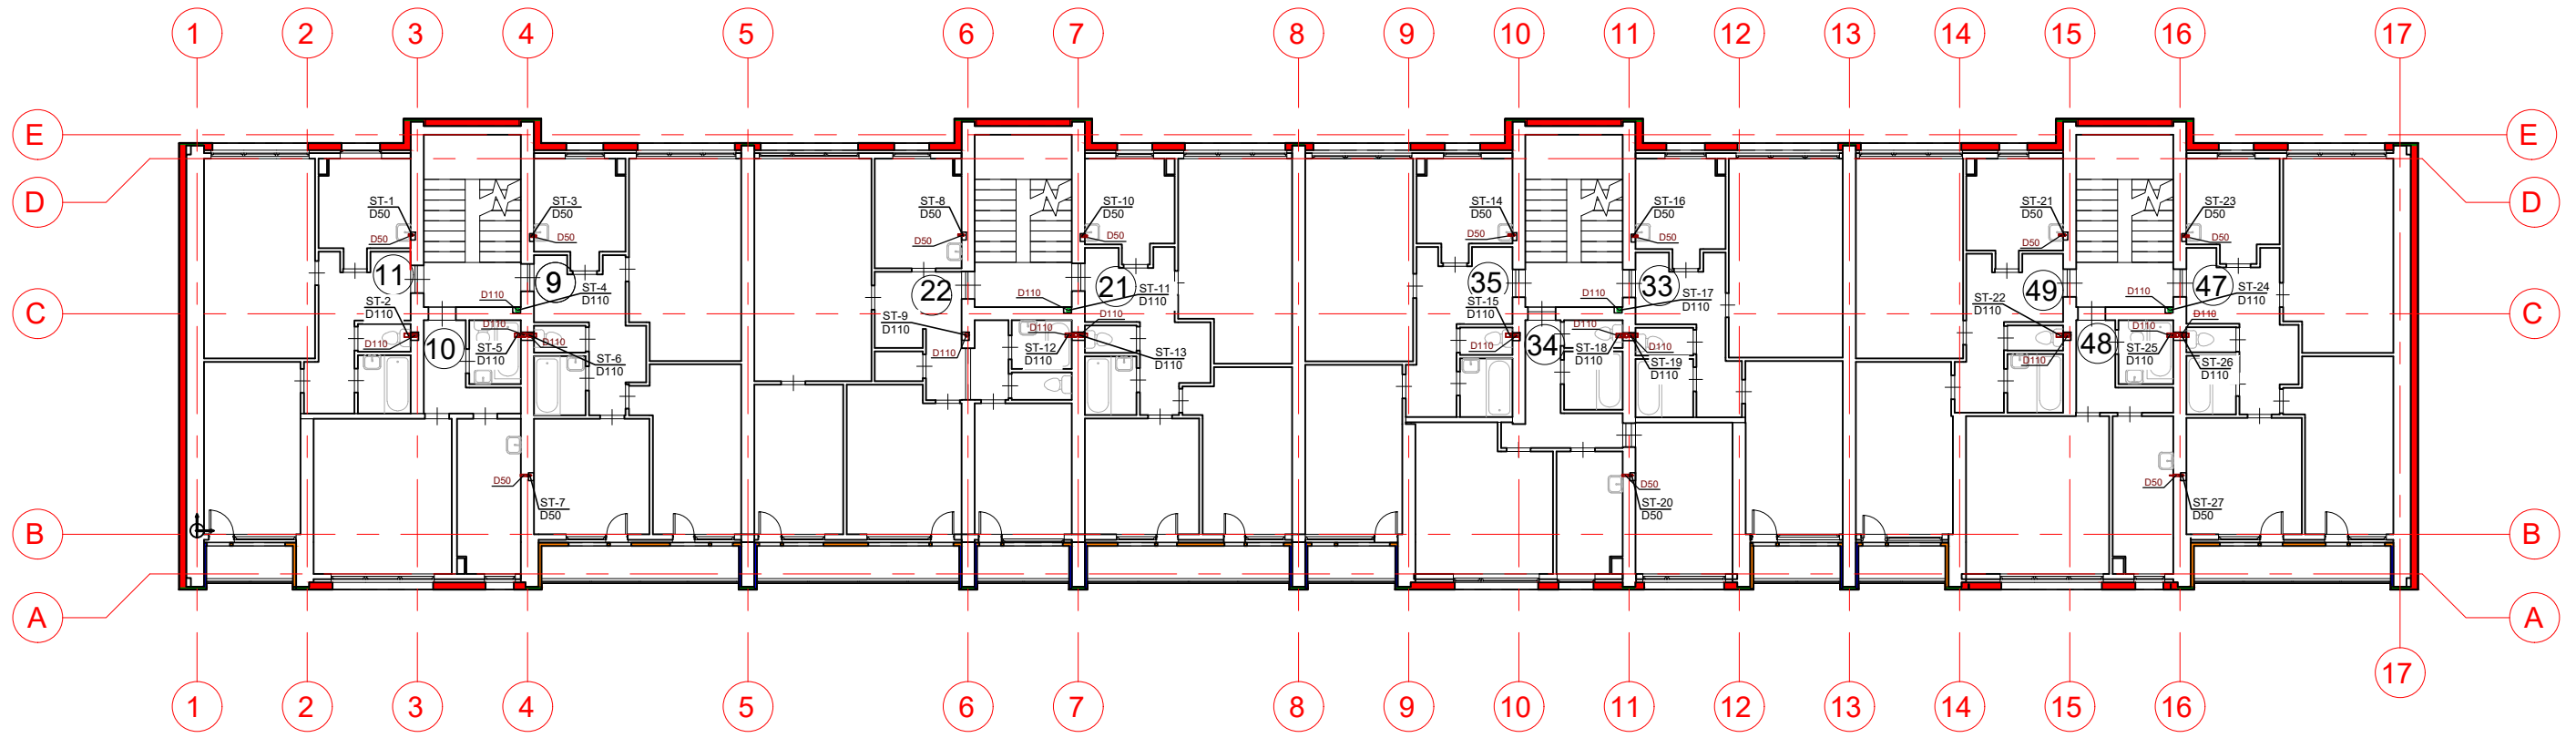 1 2 3 4 5 6 7 8 9 10 11 12 13 14 15 16 17
E E
D D
ST-1
D50
D50
ST-3
D50
D50
ST-8
D50
D50
ST-10
D50
D50
ST-14
D50
D50
ST-16
D50
D50
ST-21
D50
D50
ST-23
D50
D50
11
9
22
21
35
33
49
47
C C
ST-2
D110
D110
D110
ST-4
D110
10
D110
ST-5
D110
D110
ST-6
D110
ST-9
D110
D110
D110
ST-11
D110
D110
ST-12
D110
D110
ST-13
D110
ST-15
D110
D110
34
D110
ST-17
D110
D110
ST-18
D110
D110
ST-19
D110
ST-22
D110
D110
48
D110
ST-24
D110
D110
ST-25
D110
D110
ST-26
D110
D50
ST-7
D50
D50
ST-20
D50
D50
ST-27
D50
B B
A A
1 2 3 4 5 6 7 8 9 10 11 12 13 14 15 16 17